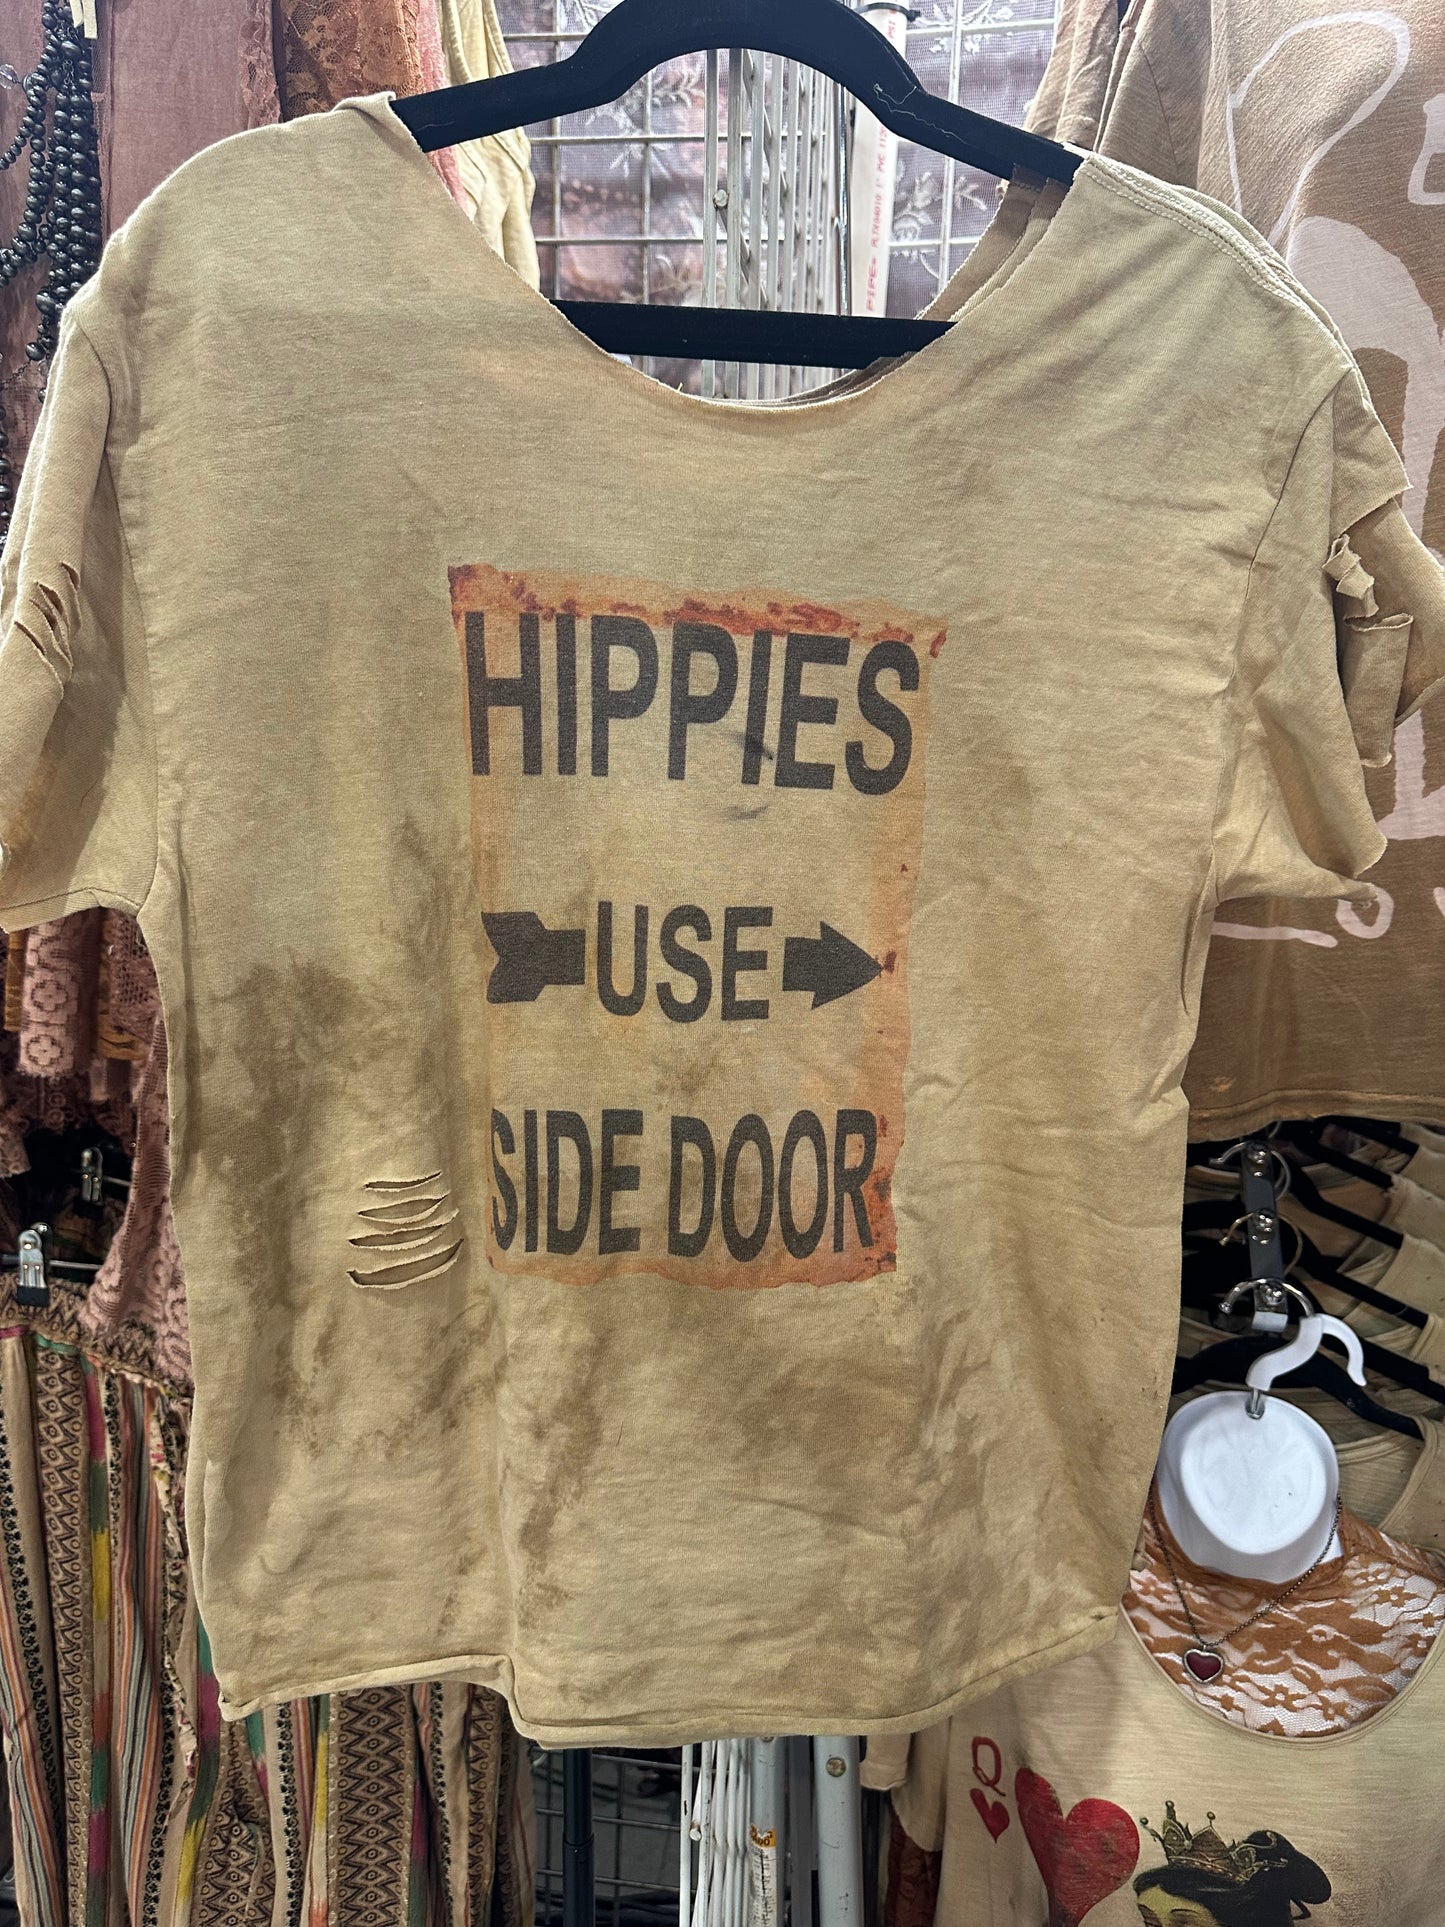 HIPPIES
USE
SIDE DOOR
Q